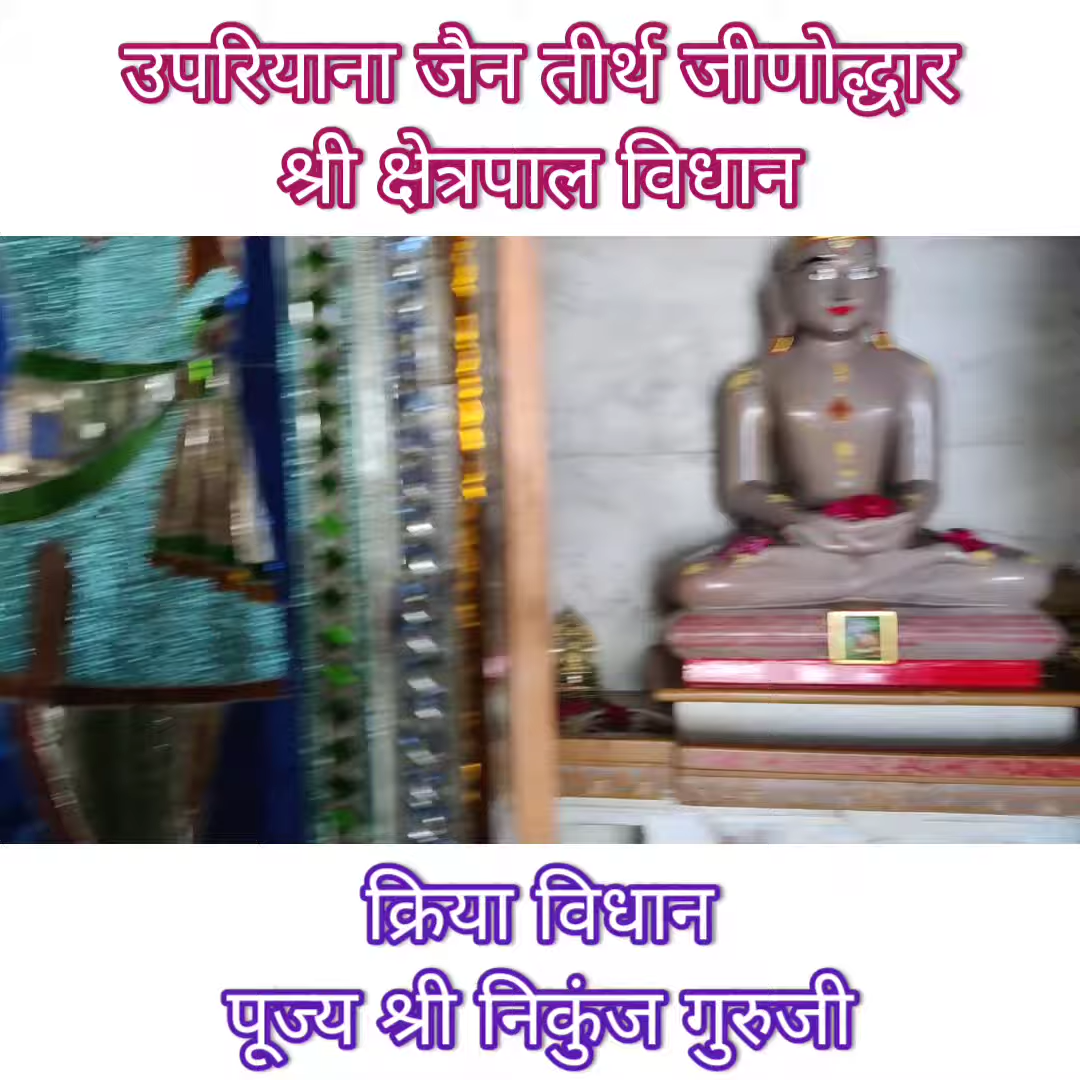 उपरियाना जैन तीर्थ जीणोद्धार
श्री क्षेत्रपाल विधान
क्रिया विधान
पूज्य श्री निकुंज गुरुजी